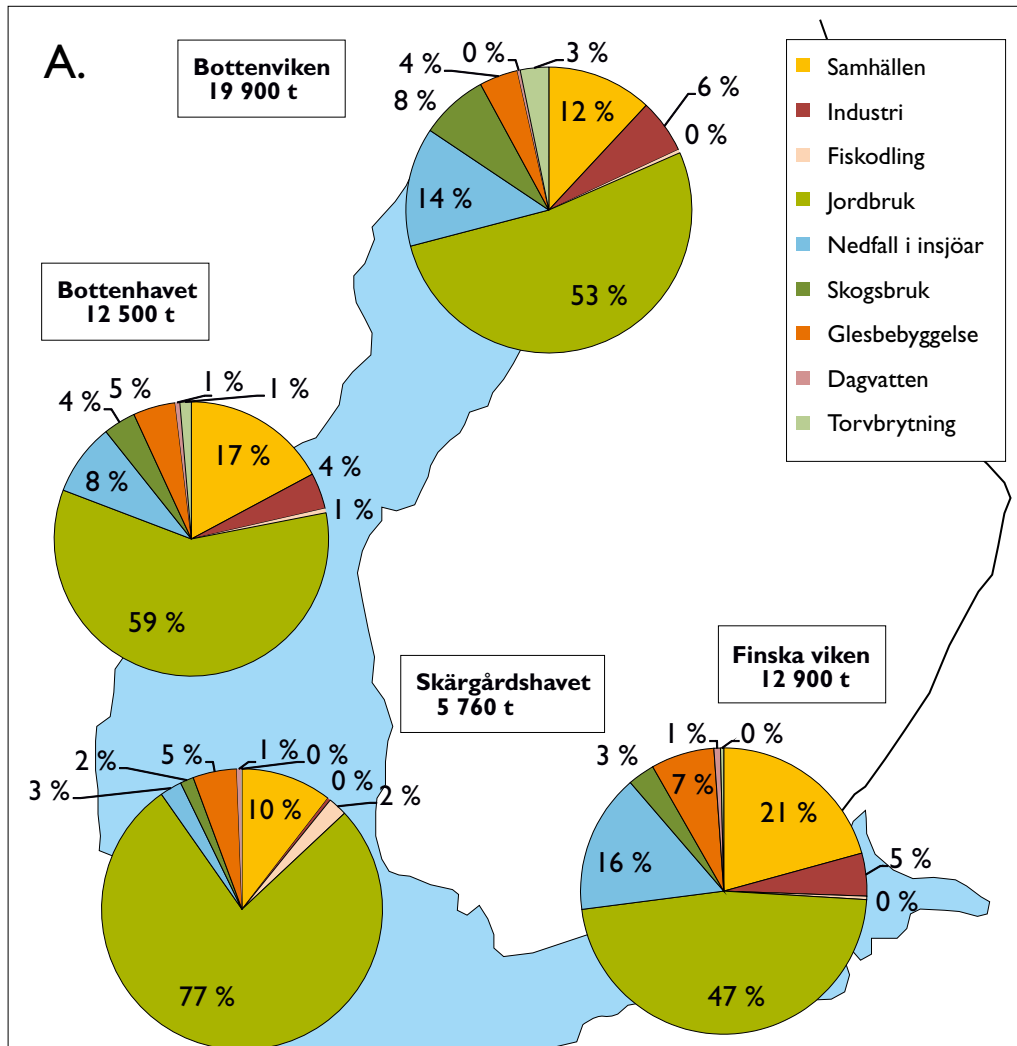 A.
Bottenviken
19 900 t
4 %
0 %
3 %
8 %
12 %
6 %
0 %
14 %
53 %
Samhällen
Industri
Fiskodling
Jordbruk
Nedfall i insjöar
Skogsbruk
Glesbebyggelse
Dagvatten
Torvbrytning
Bottenhavet
12 500 t
4 %
5 %
1 %
1 %
17 %
4 %
8 %
1 %
59 %
Skärgårdshavet
5 760 t
3 %
2 %
5 %
1 %
0 %
0 %
2 %
10 %
77 %
Finska viken
12 900 t
3 %
1 %
0 %
7 %
21 %
16 %
5 %
0 %
47 %